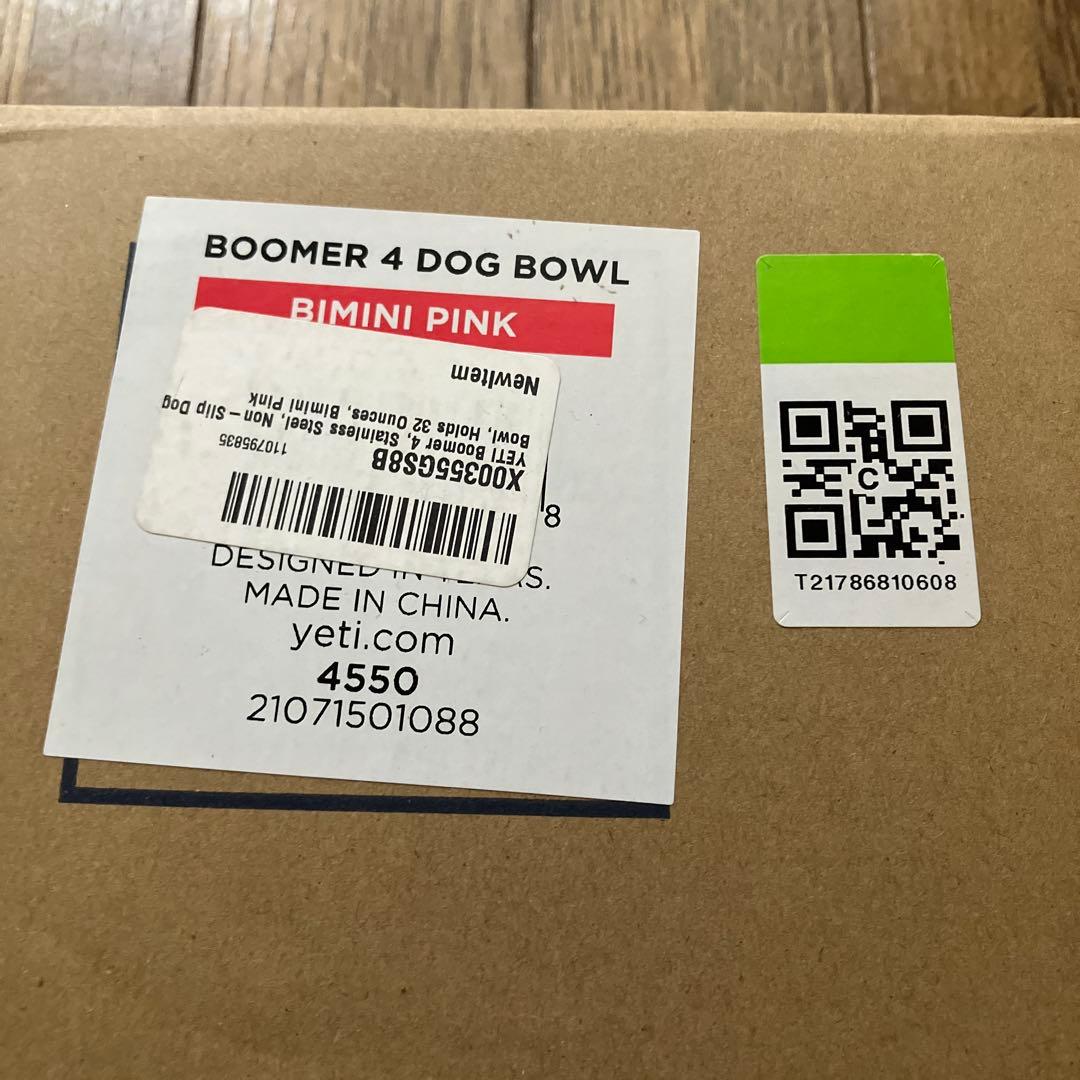 BOOMER 4 DOG BOWL
BIMINI PINK
X00355GS8B
110795835
YETI Boomer 4, Stainless Steel, Non-Slip Dog
Bowl, Holds 32 Ounces, Bimini Pink
NewItem
8
DESIGNED IN
S.
MADE IN CHINA.
yeti.com
4550
21071501088
C
T21786810608